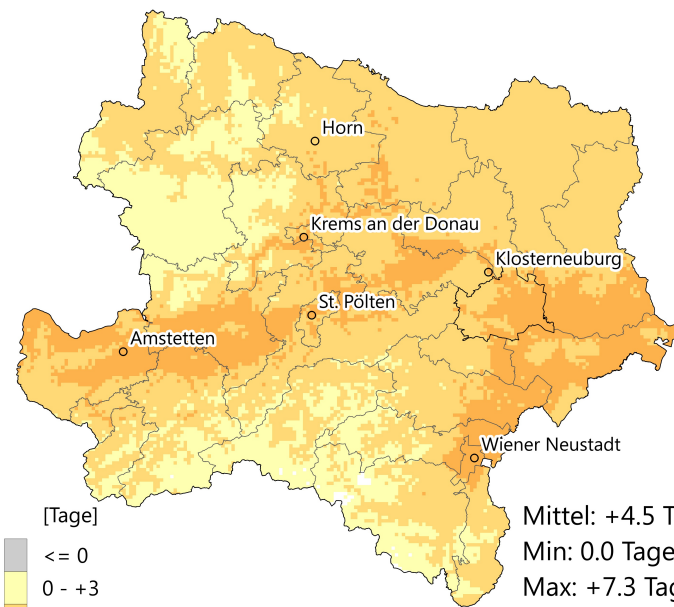 Horn
Krems an der Donau
Klosterneuburg
St. Pölten
Amstetten
Wiener Neustadt
[Tage]
<= 0
0 - +3
Mittel: +4.5 T
Min: 0.0 Tage
Max: +7.3 Tag